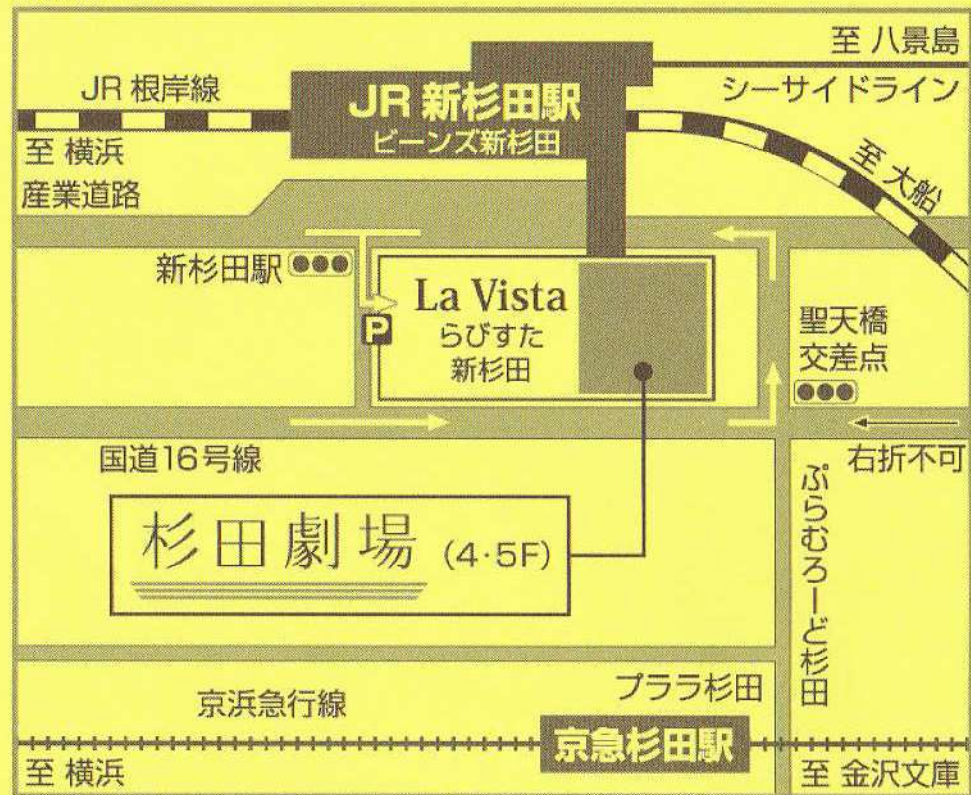 至 八景島
JR 根岸線
JR 新杉田駅
シーサイドライン
ビーンズ新杉田
至 横浜
至 大船
産業道路
新杉田駅
La Vista
らびすた
新杉田
P
聖天橋
交差点
国道16号線
右折不可
杉田劇場 (4·5F)
ぷらむろーど杉田
プララ杉田
京浜急行線
京急杉田駅
至 横浜
至 金沢文庫